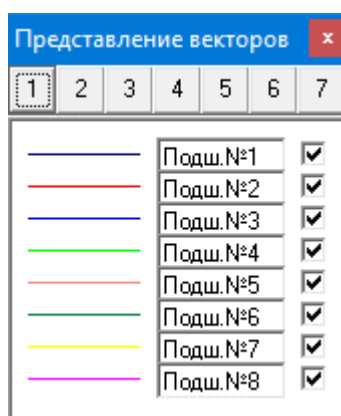 Представление векторов x
1 2 3 4 5 6 7
Подш.№1
Подш.№2
Подш.№3
Подш.№4
Подш.№5
Подш.№6
Подш.№7
Подш.№8